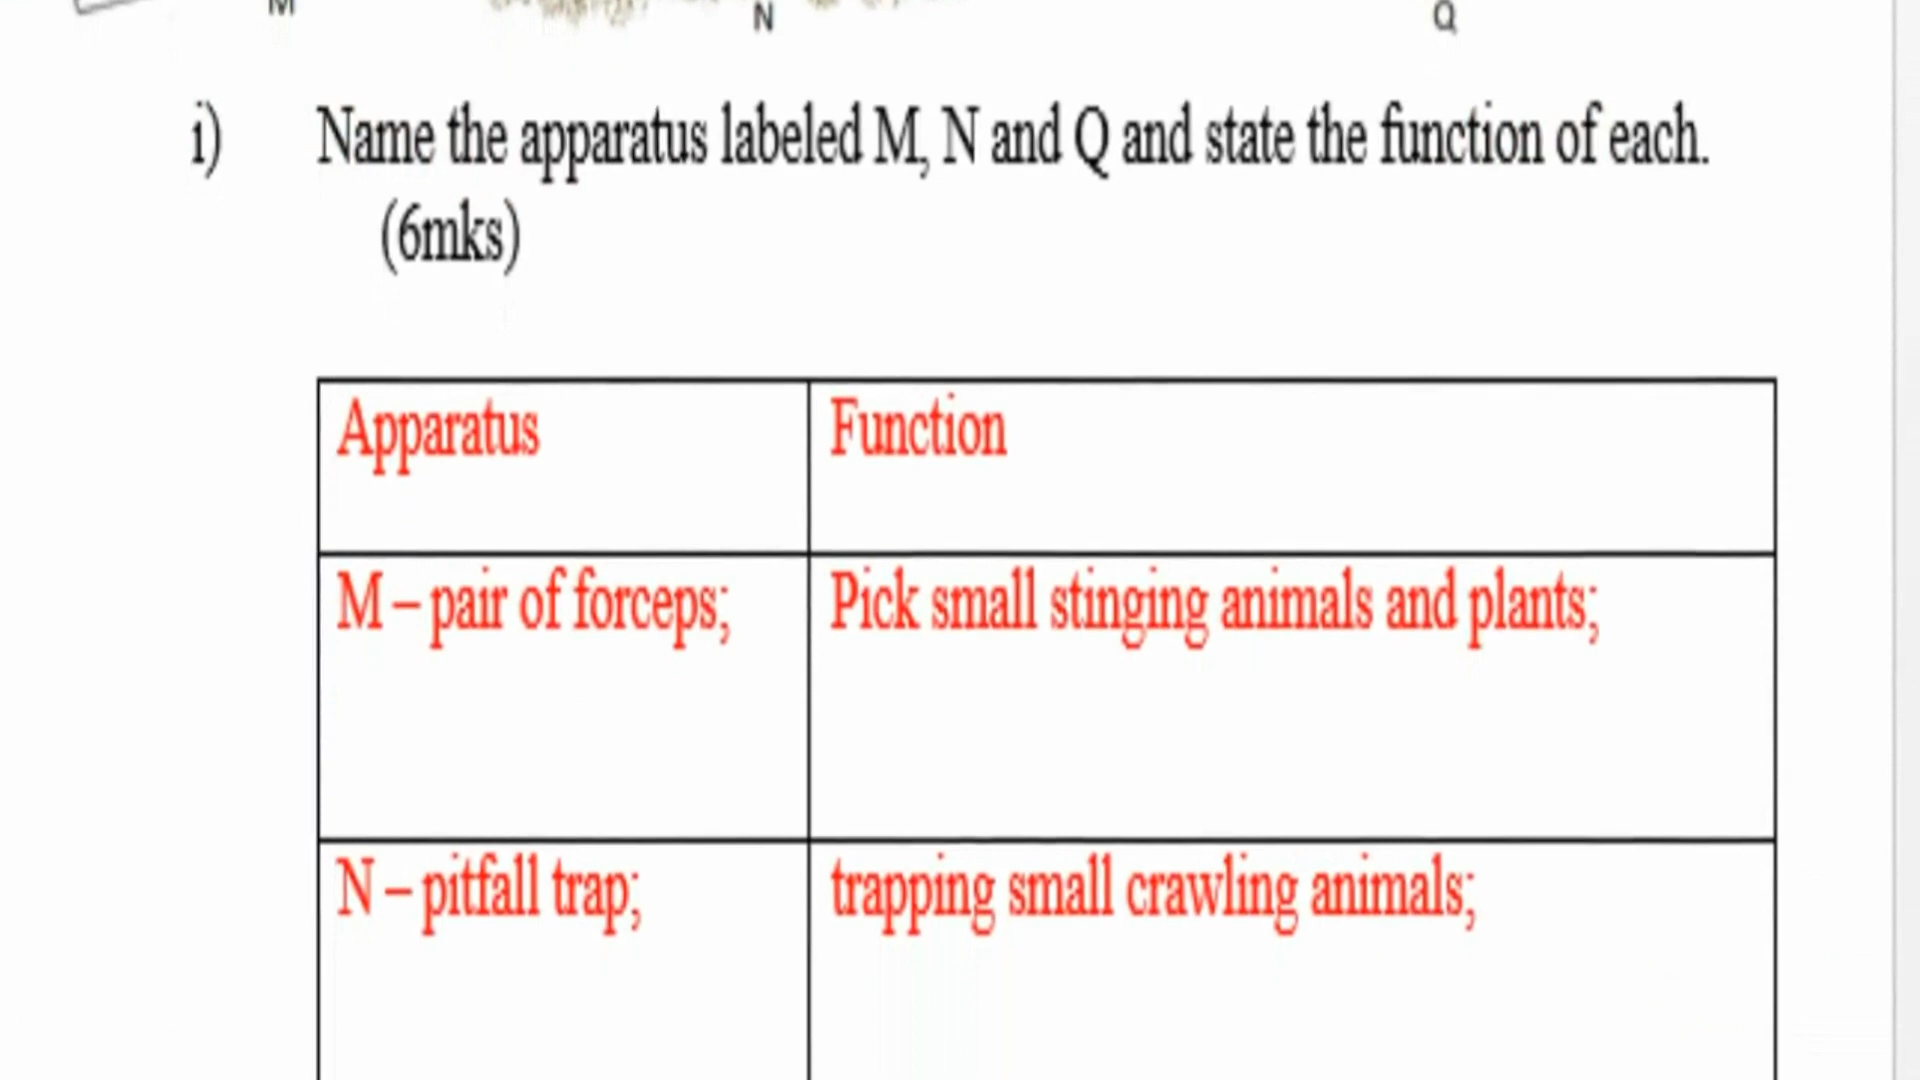 M
N
Q
i) Name the apparatus labeled M, N and Q and state the function of each.
(6mks)
Apparatus Function
M – pair of forceps; Pick small stinging animals and plants;
N – pitfall trap; trapping small crawling animals;